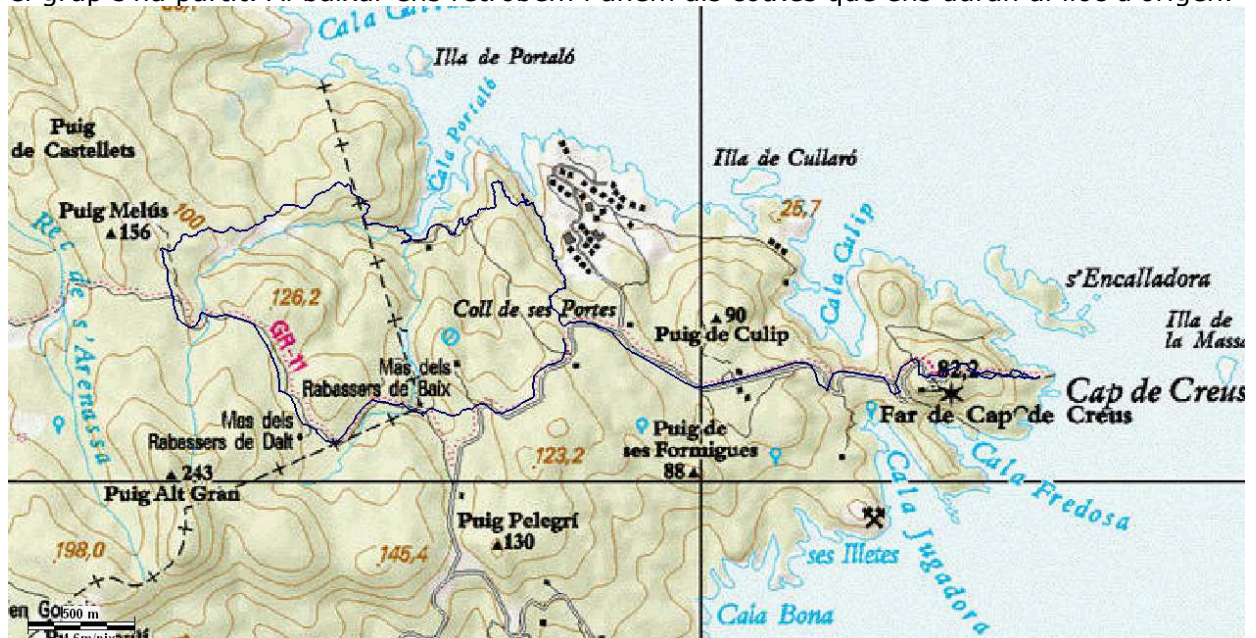 el grup s'ha partit. Al baixar ens retrobem i anem als cotxes que ens duran al lloc d'origen.
Illa de Portaló
Cala Portaló
Puig
de Castellets
Illa de Cullaró
25,7
Puig Melús
156
100
Cala Culip
Rec de s'Arenassa
126,2
GR-11
Coll de ses Portes
90
Puig de Culip
s'Encalladora
Illa de
la Massa
Mas dels
Rabassers de Baix
82,2
Cap de Creus
Far de Cap de Creus
Mas dels
Rabassers de Dalt
243
Puig Alt Gran
123,2
Puig de
ses Formigues
88
Cala Fredosa
Cala Jugadora
Puig Pelegrí
130
198,0
145,4
ses Illetes
Cala Bona
500 m